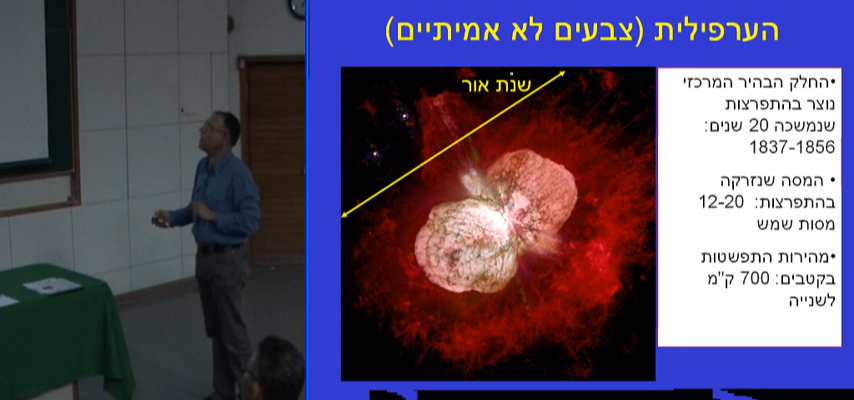 הערפילית (צבעים לא אמיתיים)
שנת אור
•החלק הבהיר המרכזי
נוצר בהתפרצות
שנמשכה 20 שנים:
1837-1856
• המסה שנזרקה
בהתפרצות: 12-20
מסות שמש
•מהירות התפשטות
בקטבים: 700 ק"מ
לשנייה